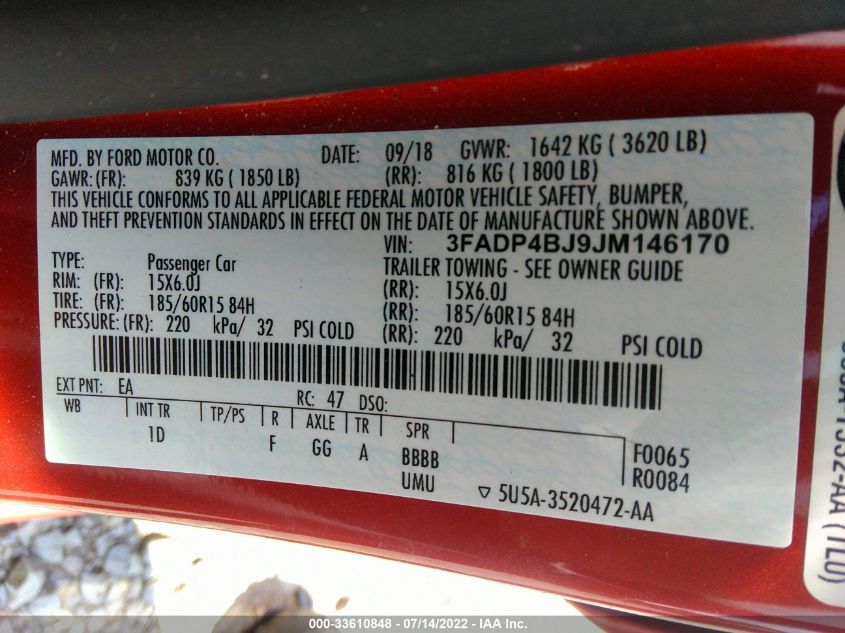 MFD. BY FORD MOTOR CO. DATE: 09/18 GVWR: 1642 KG ( 3620 LB)
GAWR: (FR): 839 KG ( 1850 LB) (RR): 816 KG ( 1800 LB)
THIS VEHICLE CONFORMS TO ALL APPLICABLE FEDERAL MOTOR VEHICLE SAFETY, BUMPER,
AND THEFT PREVENTION STANDARDS IN EFFECT ON THE DATE OF MANUFACTURE SHOWN ABOVE.
VIN: 3FADP4BJ9JM146170
TYPE: Passenger Car TRAILER TOWING - SEE OWNER GUIDE
RIM: (FR): 15X6.0J (RR): 15X6.0J
TIRE: (FR): 185/60R15 84H (RR): 185/60R15 84H
PRESSURE: (FR): 220 kPa/ 32 PSI COLD (RR): 220 kPa/ 32 PSI COLD
EXT PNT: EA RC: 47 DSO:
WB INT TR TP/PS R AXLE TR SPR
1D F GG A BBBB F0065
UMU R0084
5U5A-3520472-AA
-AA (TLU)
000-33610848 - 07/14/2022 - IAA Inc.